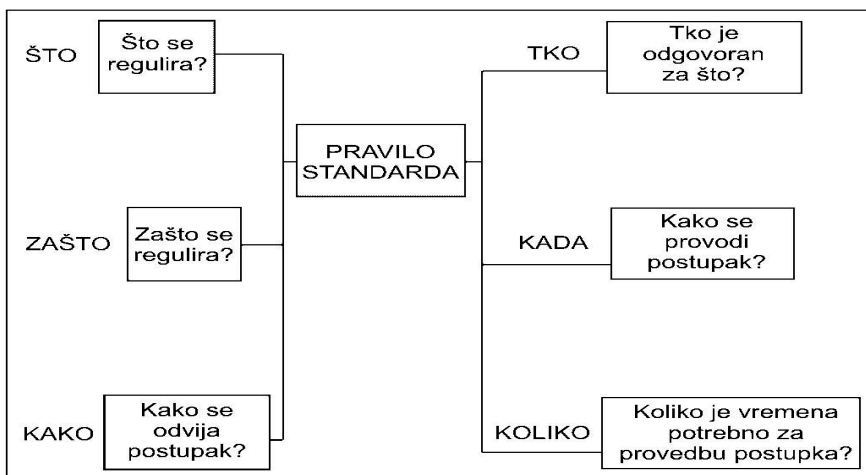 ŠTO
Što se
regulira?
ZAŠTO
Zašto se
regulira?
KAKO
Kako se
odvija
postupak?
PRAVILO
STANDARDA
TKO
Tko je
odgovoran
za što?
KADA
Kako se
provodi
postupak?
KOLIKO
Koliko je vremena
potrebno za
provedbu postupka?